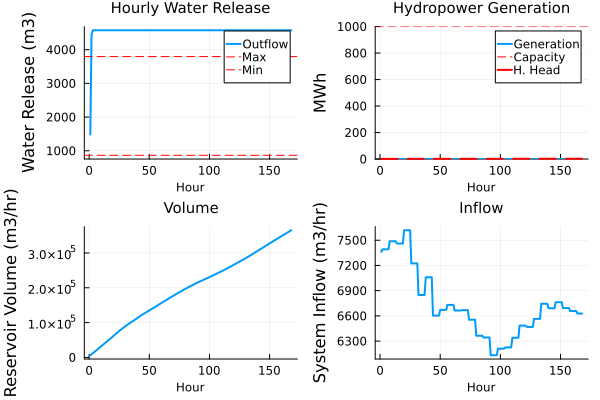 Hourly Water Release
Water Release (m3)
4000
3000
2000
1000
0
50
100
150
Hour
Outflow
Max
Min
Hydropower Generation
MWh
1000
800
600
400
200
0
0
50
100
150
Hour
Generation
Capacity
H. Head
Volume
Reservoir Volume (m3/hr)
3.0×10⁵
2.0×10⁵
1.0×10⁵
0
0
50
100
150
Hour
Inflow
System Inflow (m3/hr)
7500
7200
6900
6600
6300
0
50
100
150
Hour